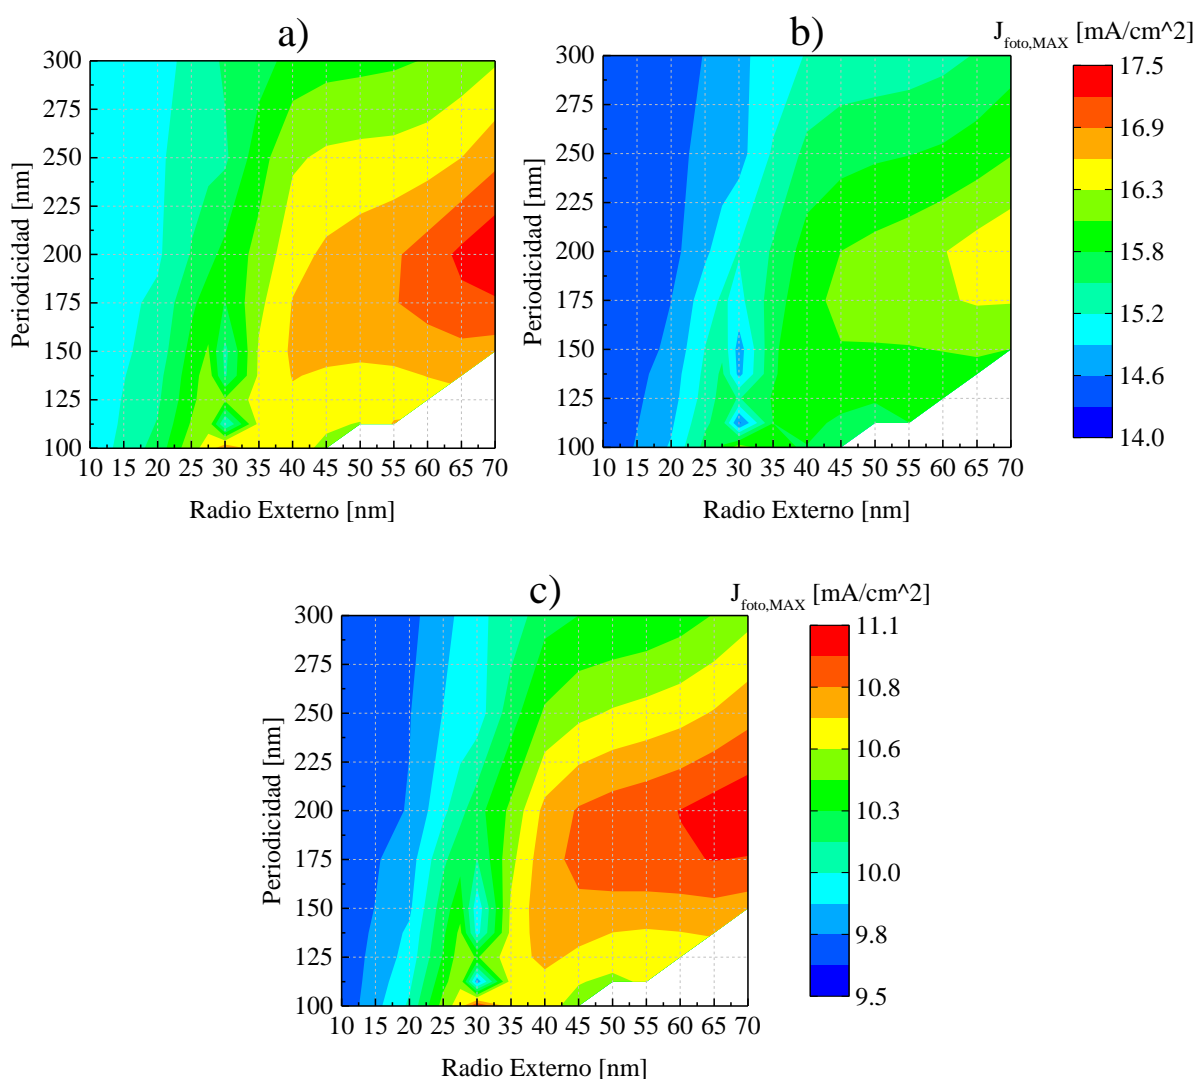 a)
b)
J_foto,MAX [mA/cm^2]
300
275
250
225
200
175
150
125
100
Periodicidad [nm]
10 15 20 25 30 35 40 45 50 55 60 65 70
Radio Externo [nm]
300
275
250
225
200
175
150
125
100
Periodicidad [nm]
10 15 20 25 30 35 40 45 50 55 60 65 70
Radio Externo [nm]
17.5
16.9
16.3
15.8
15.2
14.6
14.0
c)
J_foto,MAX [mA/cm^2]
300
275
250
225
200
175
150
125
100
Periodicidad [nm]
10 15 20 25 30 35 40 45 50 55 60 65 70
Radio Externo [nm]
11.1
10.8
10.6
10.3
10.0
9.8
9.5